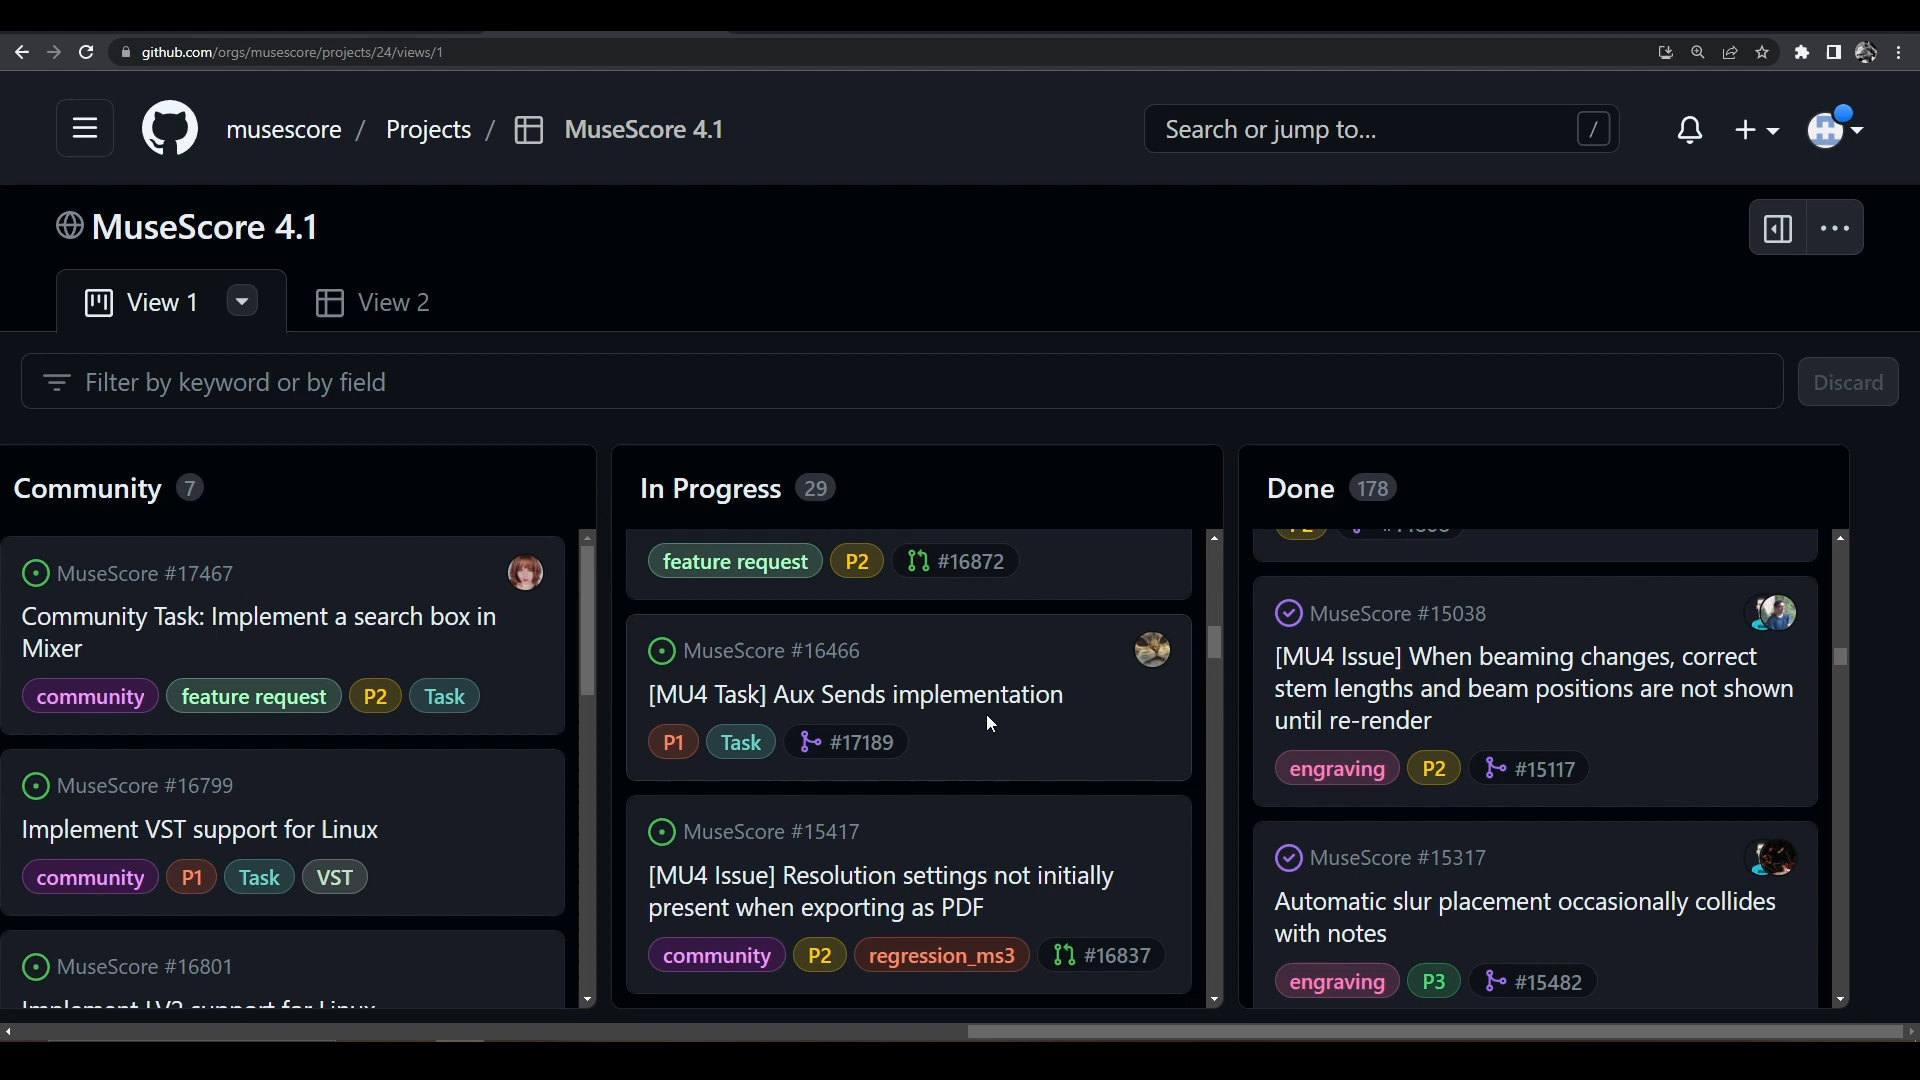 github.com/orgs/musescore/projects/24/views/1
musescore / Projects / MuseScore 4.1
Search or jump to...
/
MuseScore 4.1
View 1
View 2
Filter by keyword or by field
Discard
Community 7
MuseScore #17467
Community Task: Implement a search box in
Mixer
community feature request P2 Task
MuseScore #16799
Implement VST support for Linux
community P1 Task VST
MuseScore #16801
In Progress 29
feature request P2 #16872
MuseScore #16466
[MU4 Task] Aux Sends implementation
P1 Task #17189
MuseScore #15417
[MU4 Issue] Resolution settings not initially
present when exporting as PDF
community P2 regression_ms3 #16837
Done 178
MuseScore #15038
[MU4 Issue] When beaming changes, correct
stem lengths and beam positions are not shown
until re-render
engraving P2 #15117
MuseScore #15317
Automatic slur placement occasionally collides
with notes
engraving P3 #15482